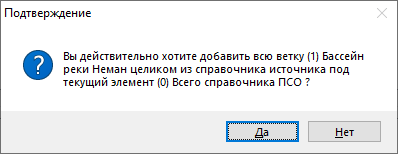 Подтверждение
Вы действительно хотите добавить всю ветку (1) Бассейн
реки Неман целиком из справочника источника под
текущий элемент (0) Всего справочника ПСО ?
Да
Нет